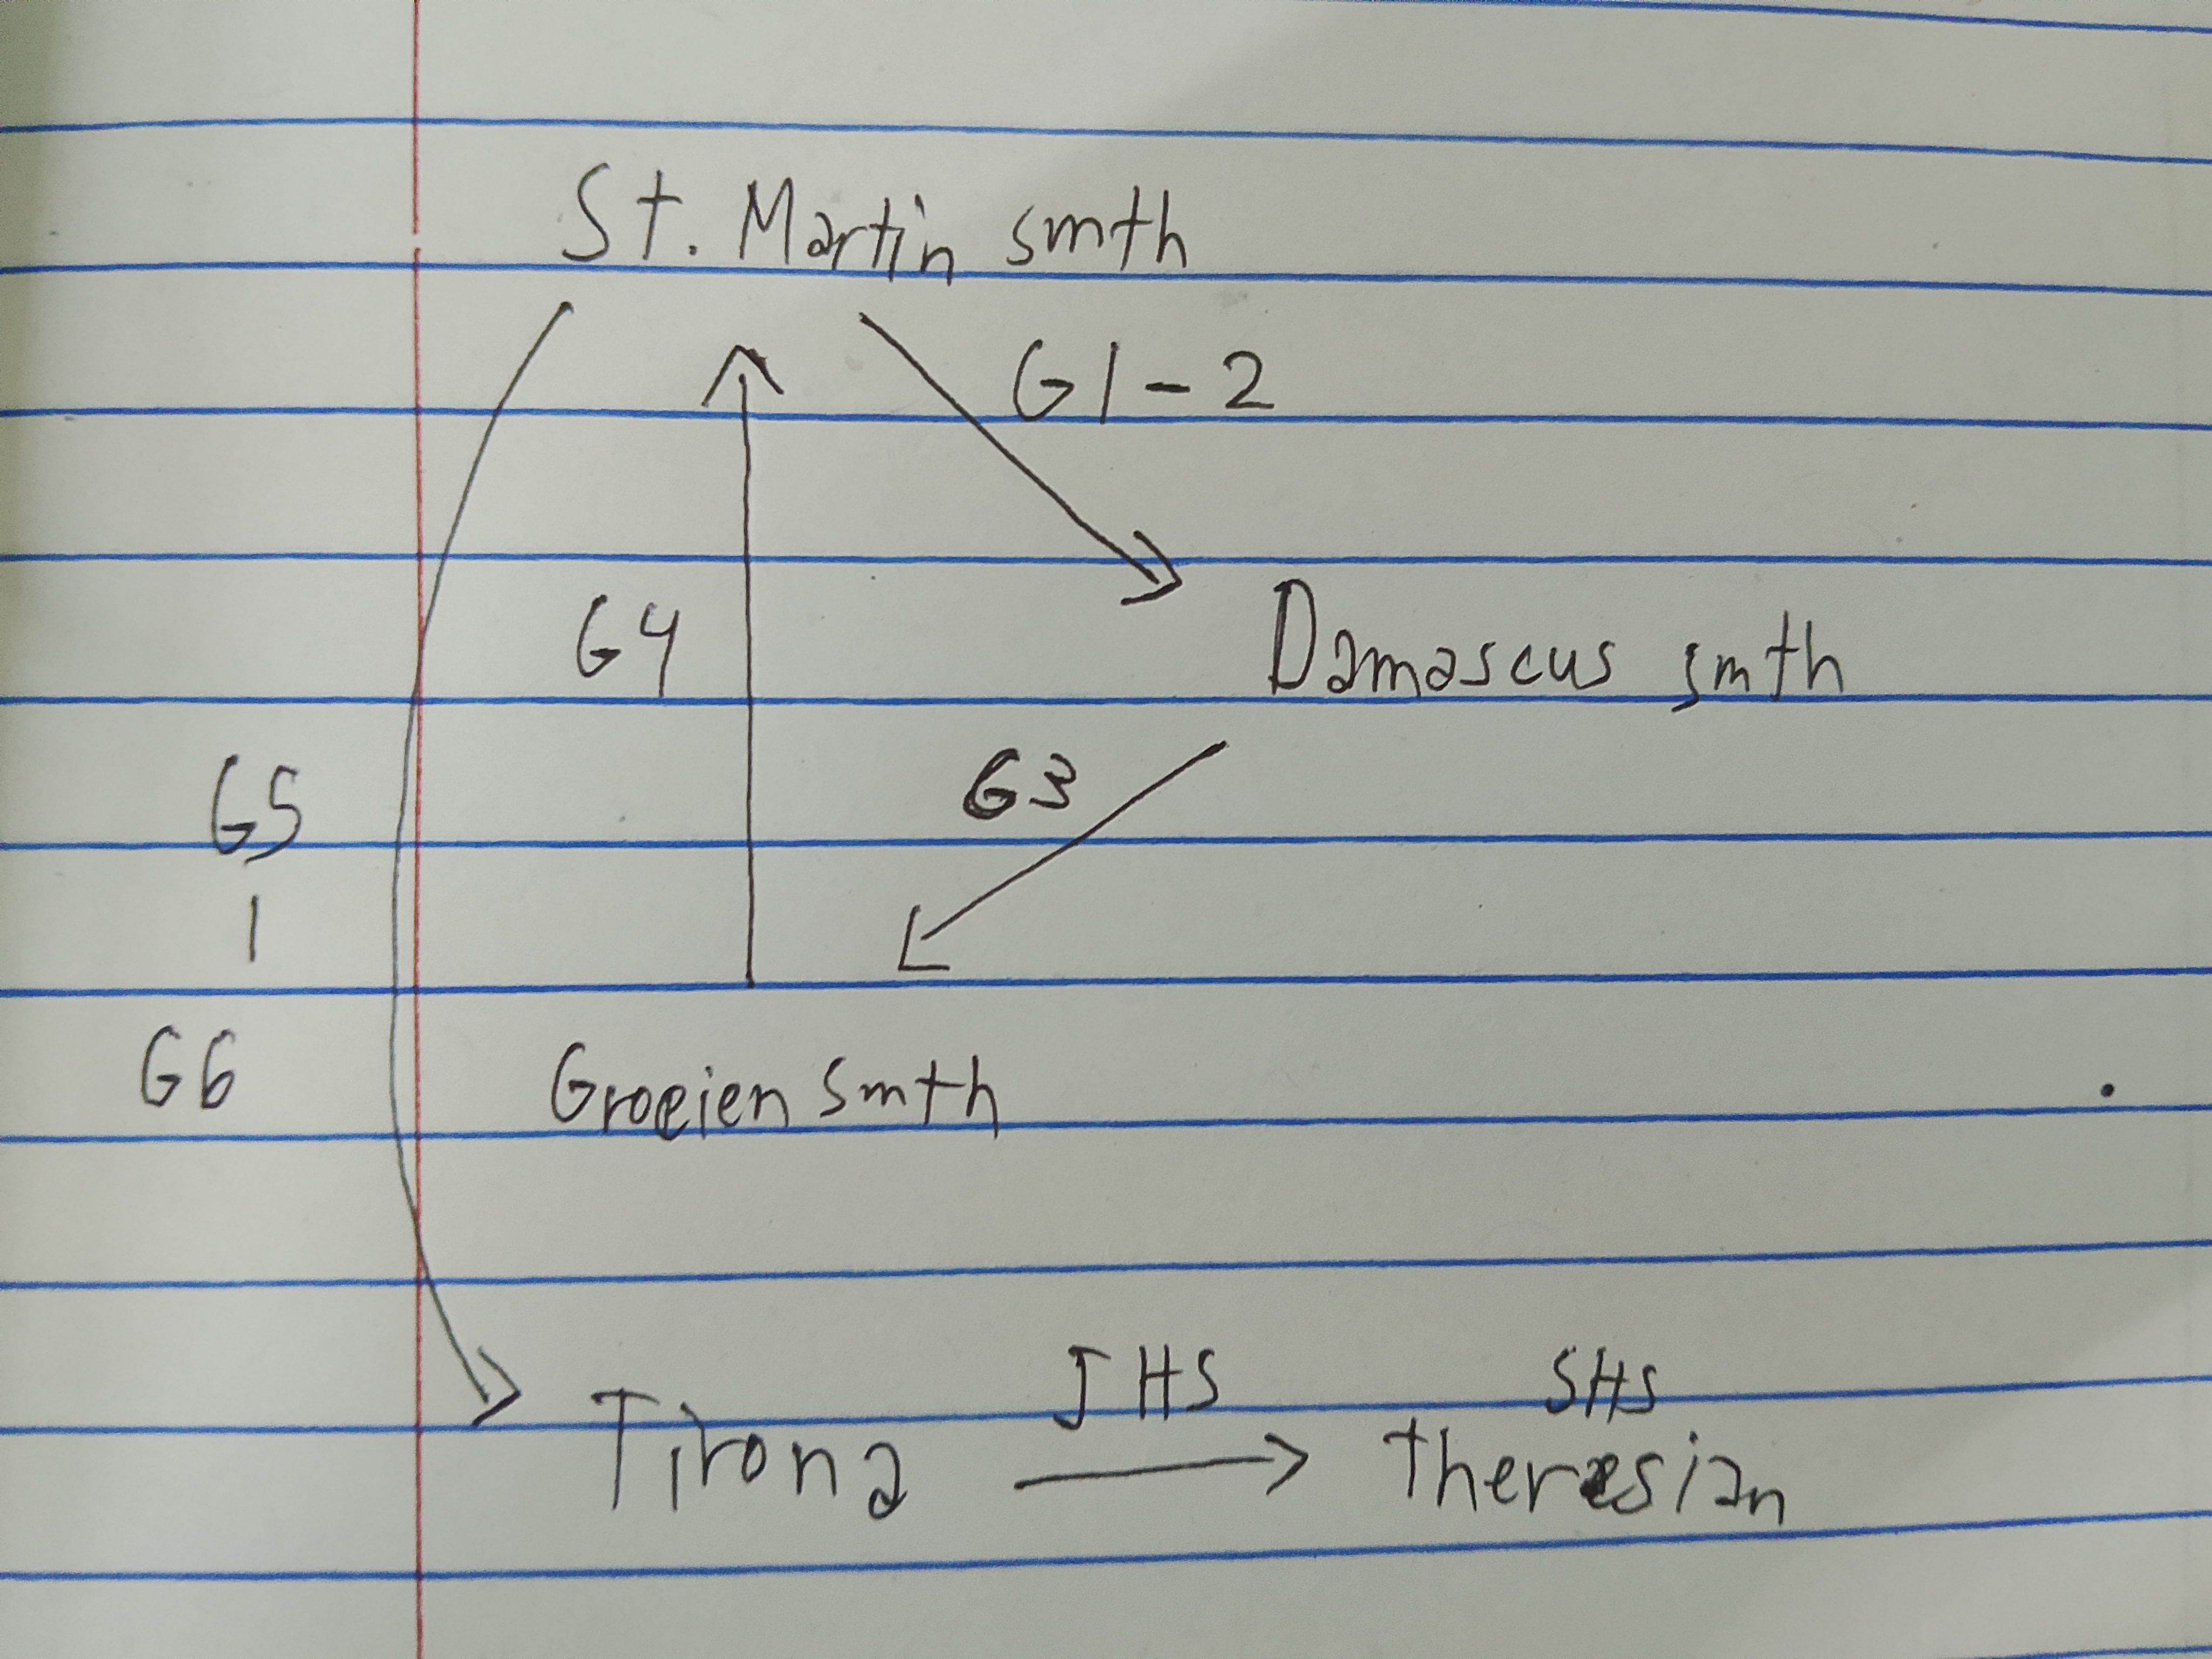 St. Martin smth
G1-2
G4
Damascus smth
G3
G5
|
G6
Groeien smth
JHS
SHS
Tirona
Theresian